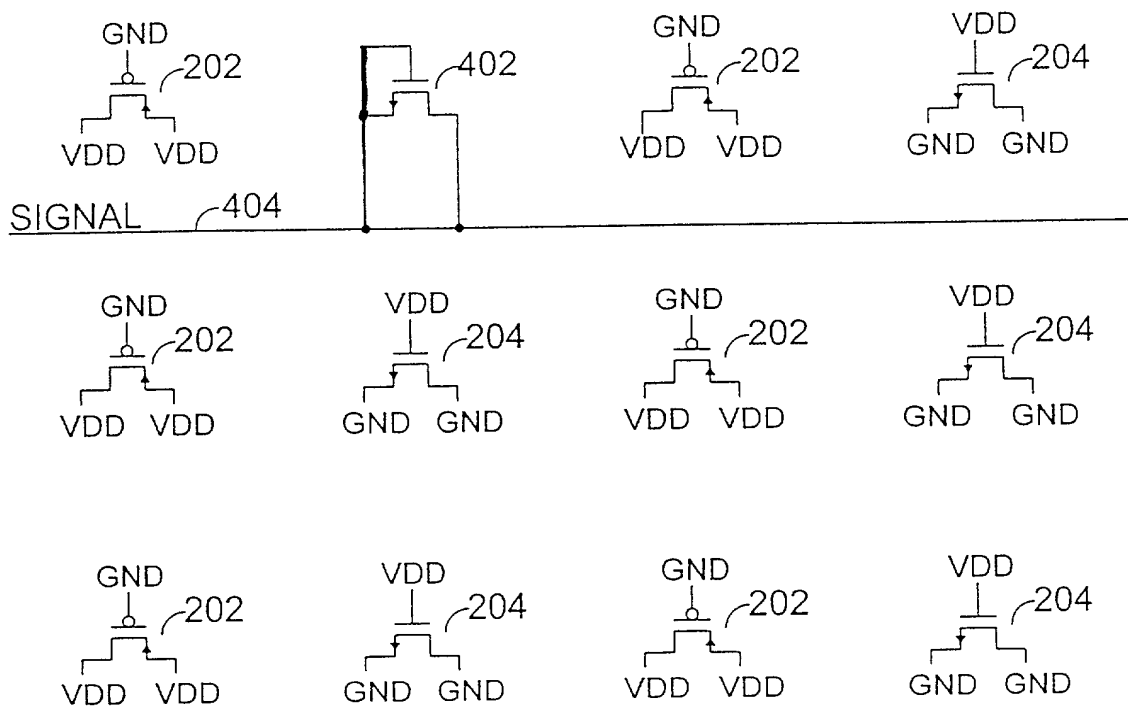 GND GND VDD
202 402 202 204
VDD VDD VDD VDD GND GND
SIGNAL 404
GND VDD GND VDD
202 204 202 204
VDD VDD GND GND VDD VDD GND GND
GND VDD GND VDD
202 204 202 204
VDD VDD GND GND VDD VDD GND GND